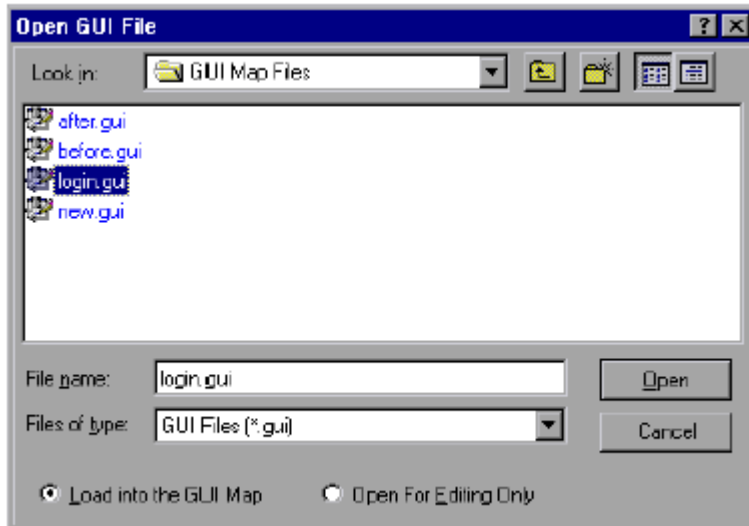 Open GUI File
Look in: GUI Map Files
after.gui
before.gui
login.gui
new.gui
File name: login.gui Open
Files of type: GUI Files (*.gui) Cancel
Load into the GUI Map Open For Editing Only